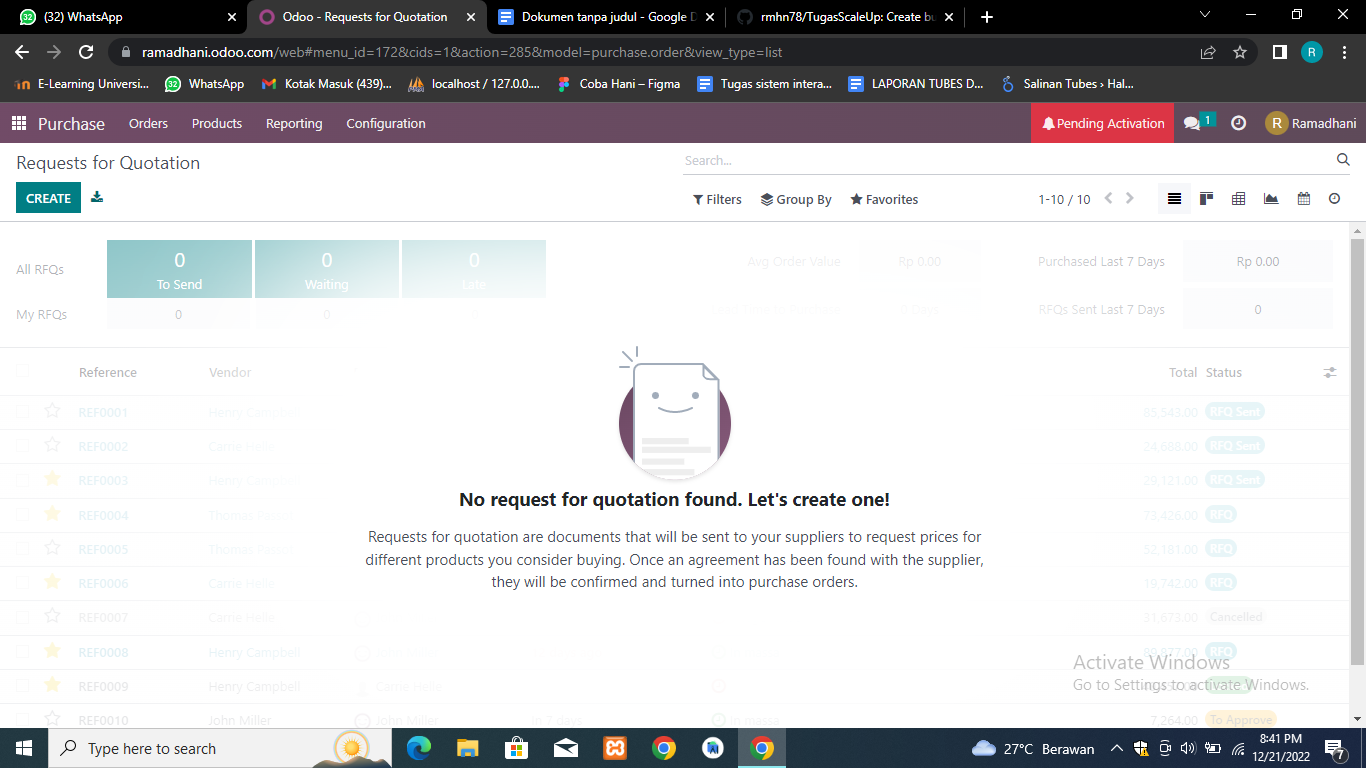 (32) WhatsApp
Odoo - Requests for Quotation
Dokumen tanpa judul - Google D
rmhn78/TugasScaleUp: Create bu
ramadhani.odoo.com/web#menu_id=172&cids=1&action=285&model=purchase.order&view_type=list
R
E-Learning Universi...
WhatsApp
Kotak Masuk (439)...
localhost / 127.0.0....
Coba Hani – Figma
Tugas sistem intera...
LAPORAN TUBES D...
Salinan Tubes › Hal...
Purchase Orders Products Reporting Configuration
Pending Activation 1 R Ramadhani
Requests for Quotation
Search...
CREATE
Filters Group By Favorites 1-10 / 10
All RFQs
0 To Send
0 Waiting
0 Late
Avg Order Value Rp 0.00
Purchased Last 7 Days Rp 0.00
My RFQs 0 0
RFQs Sent Last 7 Days 0
Reference Vendor Total Status
REF0001 Henry 85,543.00 RFQ Sent
REF0002 Carrie Helle 24,688.00 RFQ Sent
REF0003 Henry 29,121.00 RFQ Sent
REF0004 Thomas 73,426.00 RFQ
REF0005 Thomas 52,181.00 RFQ
REF0006 Carrie Helle 19,742.00 RFQ
REF0007 Carrie Helle 31,673.00 Cancelled
REF0008 Henry Campbell RFQ
REF0009 Henry Campbell Carrie Helle
REF0010 John Miller John Miller In 7 days 7,264.00 To Approve
No request for quotation found. Let's create one!
Requests for quotation are documents that will be sent to your suppliers to request prices for
different products you consider buying. Once an agreement has been found with the supplier,
they will be confirmed and turned into purchase orders.
Activate Windows
Go to Settings to activate Windows.
Type here to search
27°C Berawan
8:41 PM
12/21/2022
7